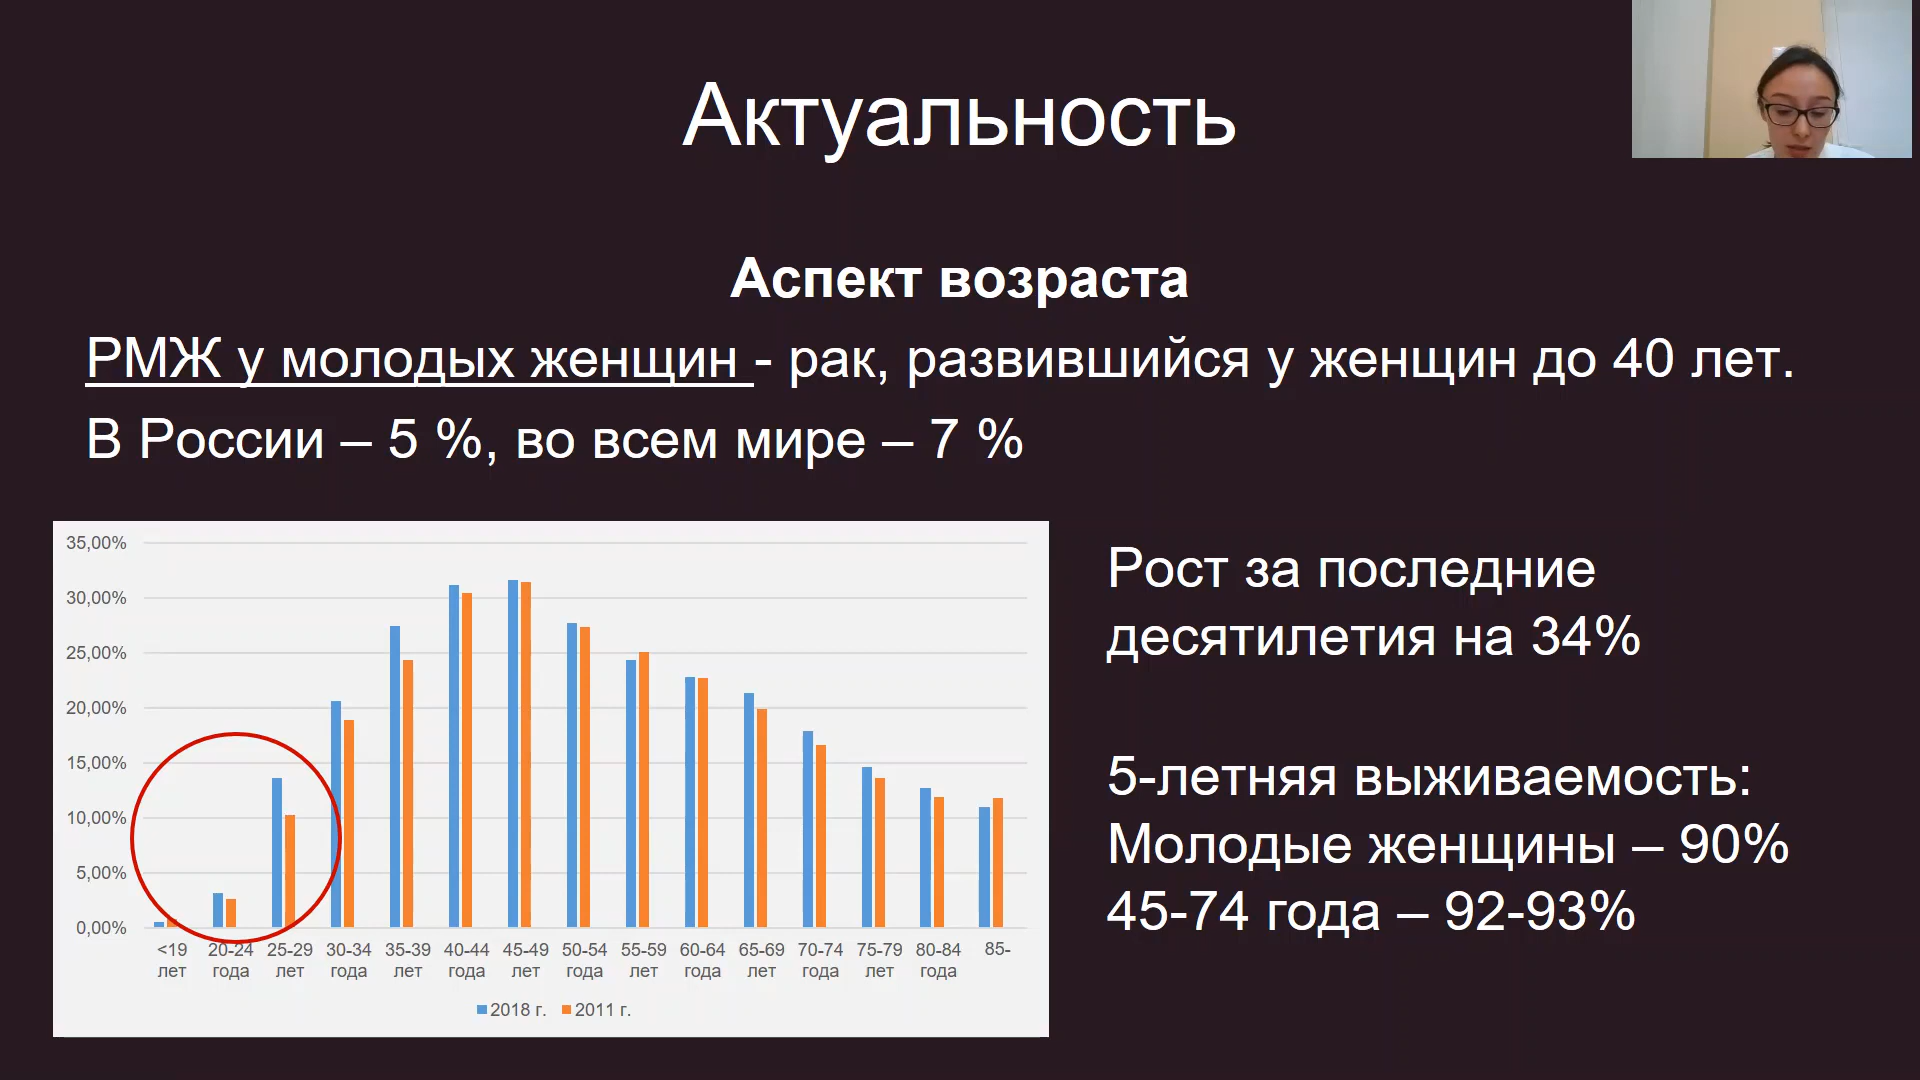 Актуальность
Аспект возраста
РМЖ у молодых женщин - рак, развившийся у женщин до 40 лет.
В России – 5 %, во всем мире – 7 %
35,00%
30,00%
25,00%
20,00%
15,00%
10,00%
5,00%
0,00%
<19 лет
20-24 года
25-29 лет
30-34 года
35-39 лет
40-44 года
45-49 лет
50-54 года
55-59 лет
60-64 года
65-69 лет
70-74 года
75-79 лет
80-84 года
85-
2018 г. 2011 г.
Рост за последние
десятилетия на 34%
5-летняя выживаемость:
Молодые женщины – 90%
45-74 года – 92-93%